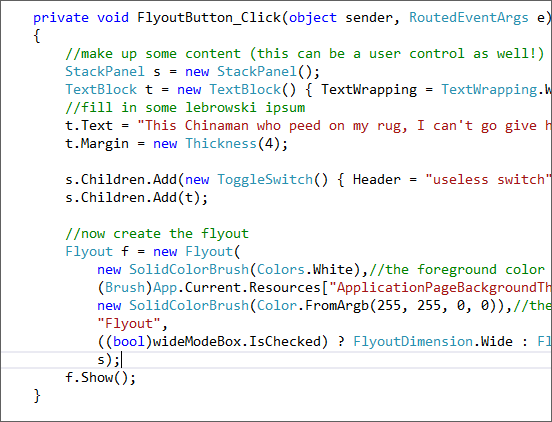 private void FlyoutButton_Click(object sender, RoutedEventArgs e)
{
//make up some content (this can be a user control as well!)
StackPanel s = new StackPanel();
TextBlock t = new TextBlock() { TextWrapping = TextWrapping.W
//fill in some lebrowski ipsum
t.Text = "This Chinaman who peed on my rug, I can't go give h
t.Margin = new Thickness(4);
s.Children.Add(new ToggleSwitch() { Header = "useless switch"
s.Children.Add(t);
//now create the flyout
Flyout f = new Flyout(
new SolidColorBrush(Colors.White),//the foreground color
(Brush)App.Current.Resources["ApplicationPageBackgroundTh
new SolidColorBrush(Color.FromArgb(255, 255, 0, 0)),//the
"Flyout",
((bool)wideModeBox.IsChecked) ? FlyoutDimension.Wide : Fl
s);
f.Show();
}